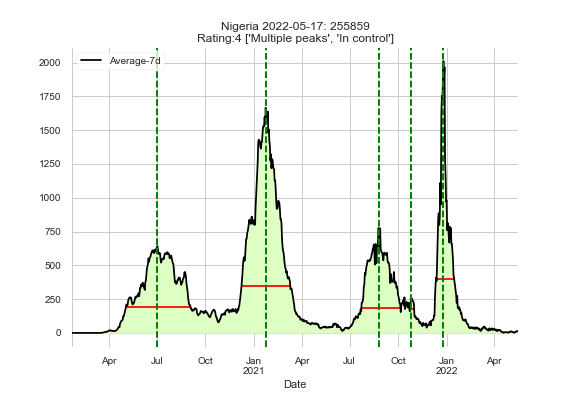 Nigeria 2022-05-17: 255859
Rating:4 ['Multiple peaks', 'In control']
Average-7d
2000
1750
1500
1250
1000
750
500
250
0
Apr Jul Oct Jan Apr Jul Oct Jan Apr
2021 2022
Date